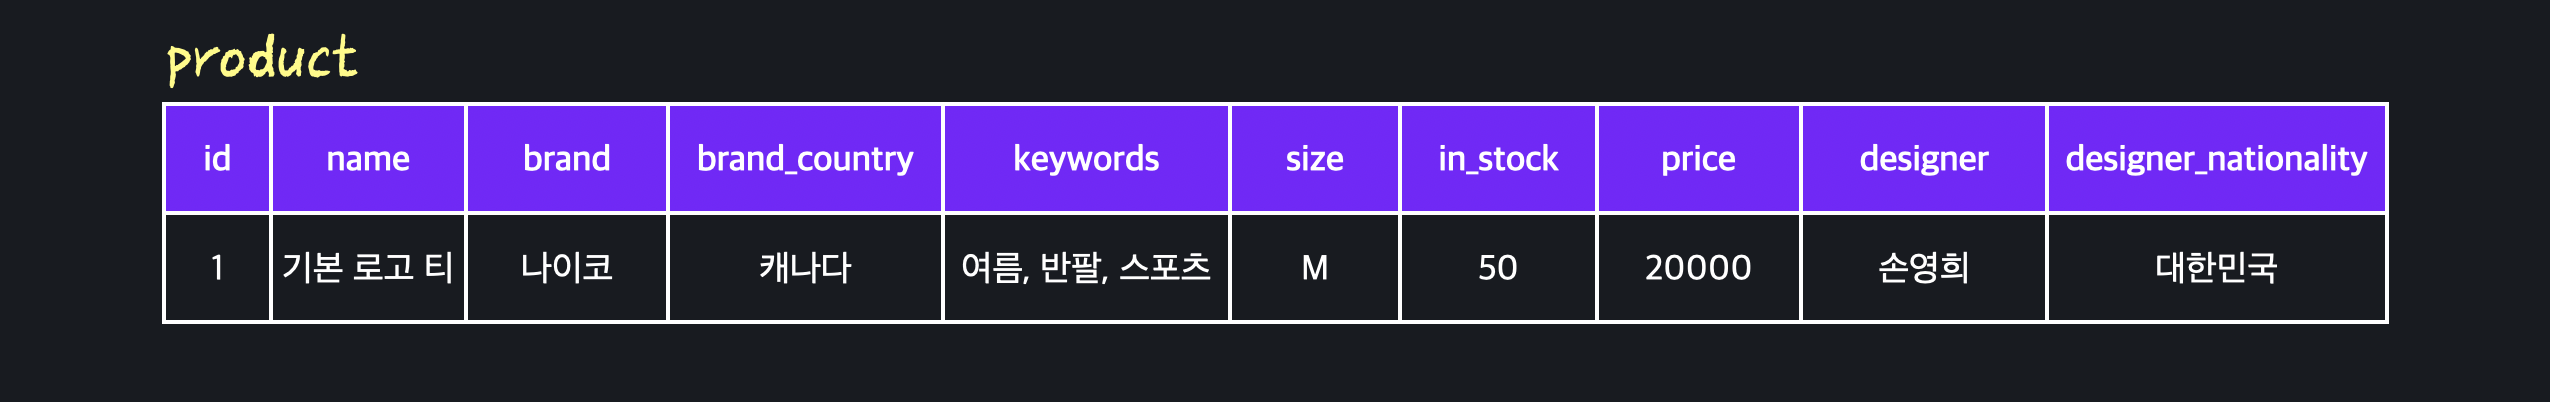 product
id name brand brand_country keywords size in_stock price designer designer_nationality
1 기본 로고 티 나이코 캐나다 여름, 반팔, 스포츠 M 50 20000 손영희 대한민국